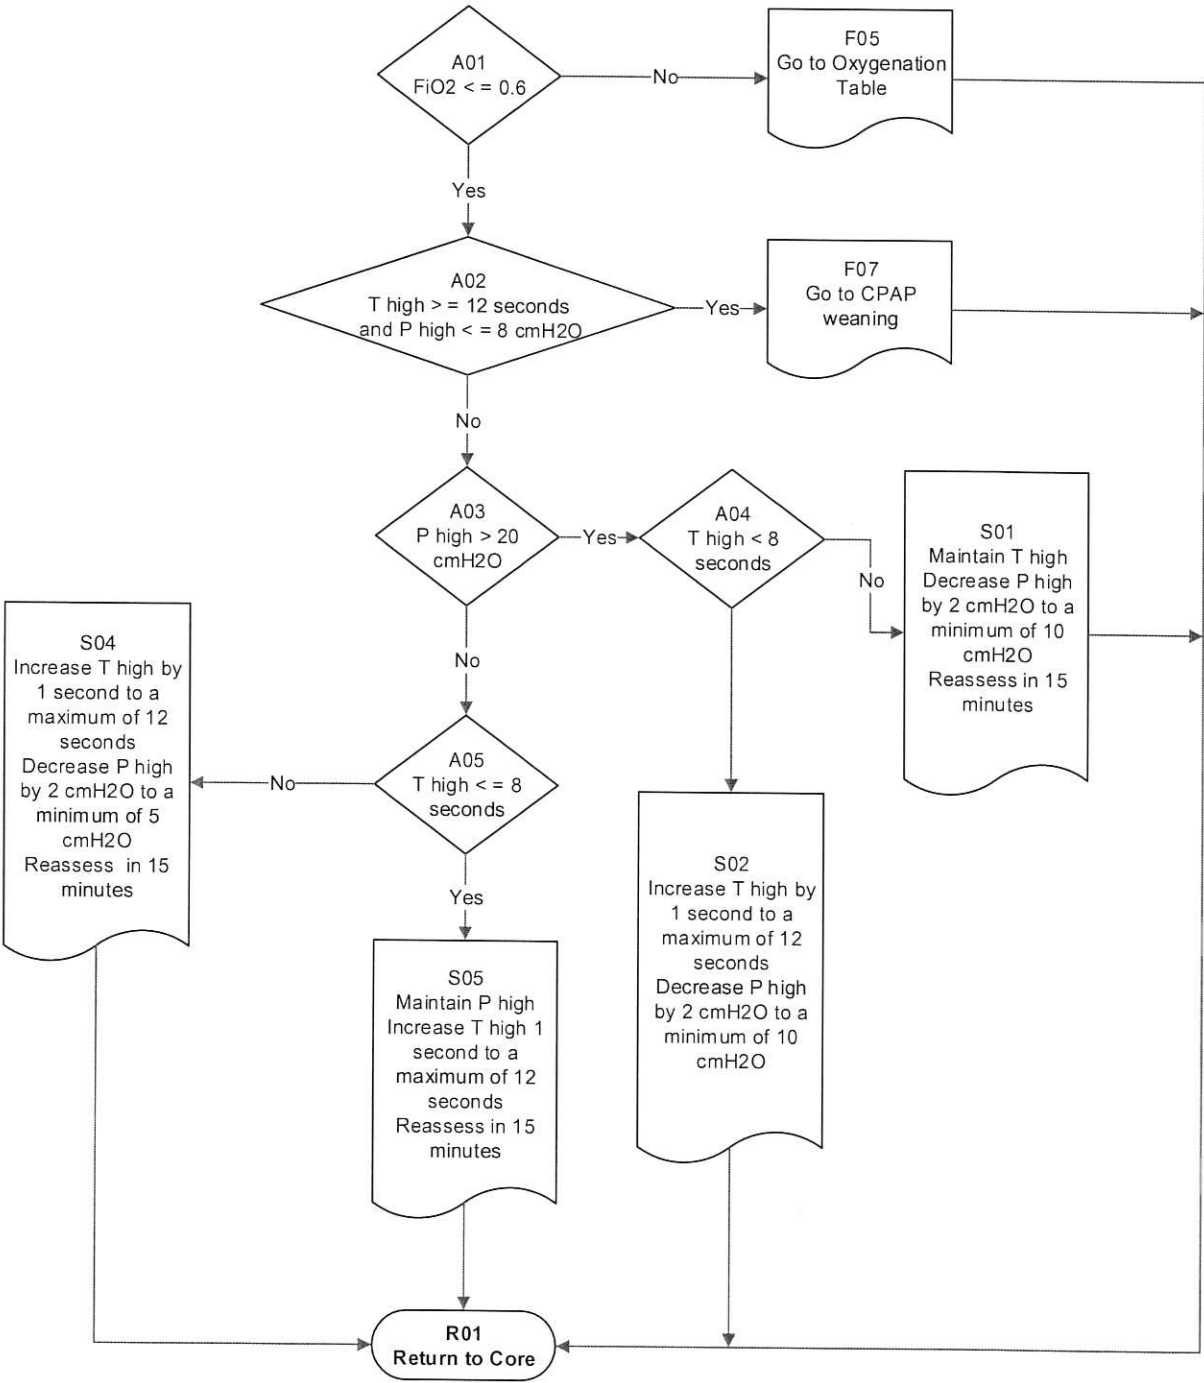 A01
FiO2 < = 0.6
No
F05
Go to Oxygenation
Table
Yes
A02
T high > = 12 seconds
and P high < = 8 cmH2O
Yes
F07
Go to CPAP
weaning
No
A03
P high > 20
cmH2O
Yes
A04
T high < 8
seconds
No
S01
Maintain T high
Decrease P high
by 2 cmH2O to a
minimum of 10
cmH2O
Reassess in 15
minutes
No
S04
Increase T high by
1 second to a
maximum of 12
seconds
Decrease P high
by 2 cmH2O to a
minimum of 5
cmH2O
Reassess in 15
minutes
No
A05
T high < = 8
seconds
Yes
S02
Increase T high by
1 second to a
maximum of 12
seconds
Decrease P high
by 2 cmH2O to a
minimum of 10
cmH2O
S05
Maintain P high
Increase T high 1
second to a
maximum of 12
seconds
Reassess in 15
minutes
R01
Return to Core